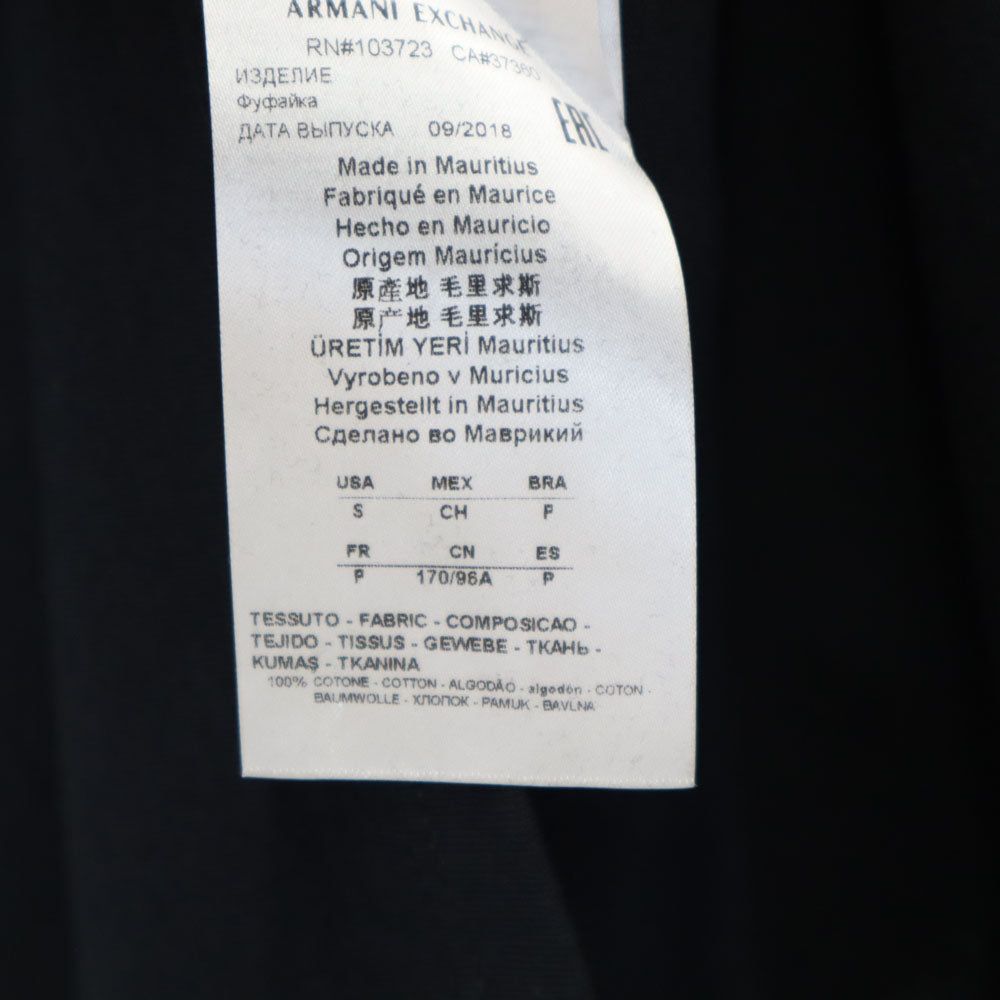 ARMANI EXCHANGE
RN#103723 CA#37360
ИЗДЕЛИЕ
Фуфайка
ДАТА ВЫПУСКА 09/2018
EAC
Made in Mauritius
Fabriqué en Maurice
Hecho en Mauricio
Origem Maurícius
原產地 毛里求斯
原产地 毛里求斯
ÜRETİM YERİ Mauritius
Vyrobeno v Muricius
Hergestellt in Mauritius
Сделано во Маврикий
USA MEX BRA
S CH P
FR CN ES
P 170/96A P
TESSUTO - FABRIC - COMPOSICAO -
TEJIDO - TISSUS - GEWEBE - ТКАНЬ -
KUMAŞ - TKANINA
100% COTONE - COTTON - ALGODÃO - algodón - COTON -
BAUMWOLLE - ХЛОПОК - PAMUK - BAVLNA